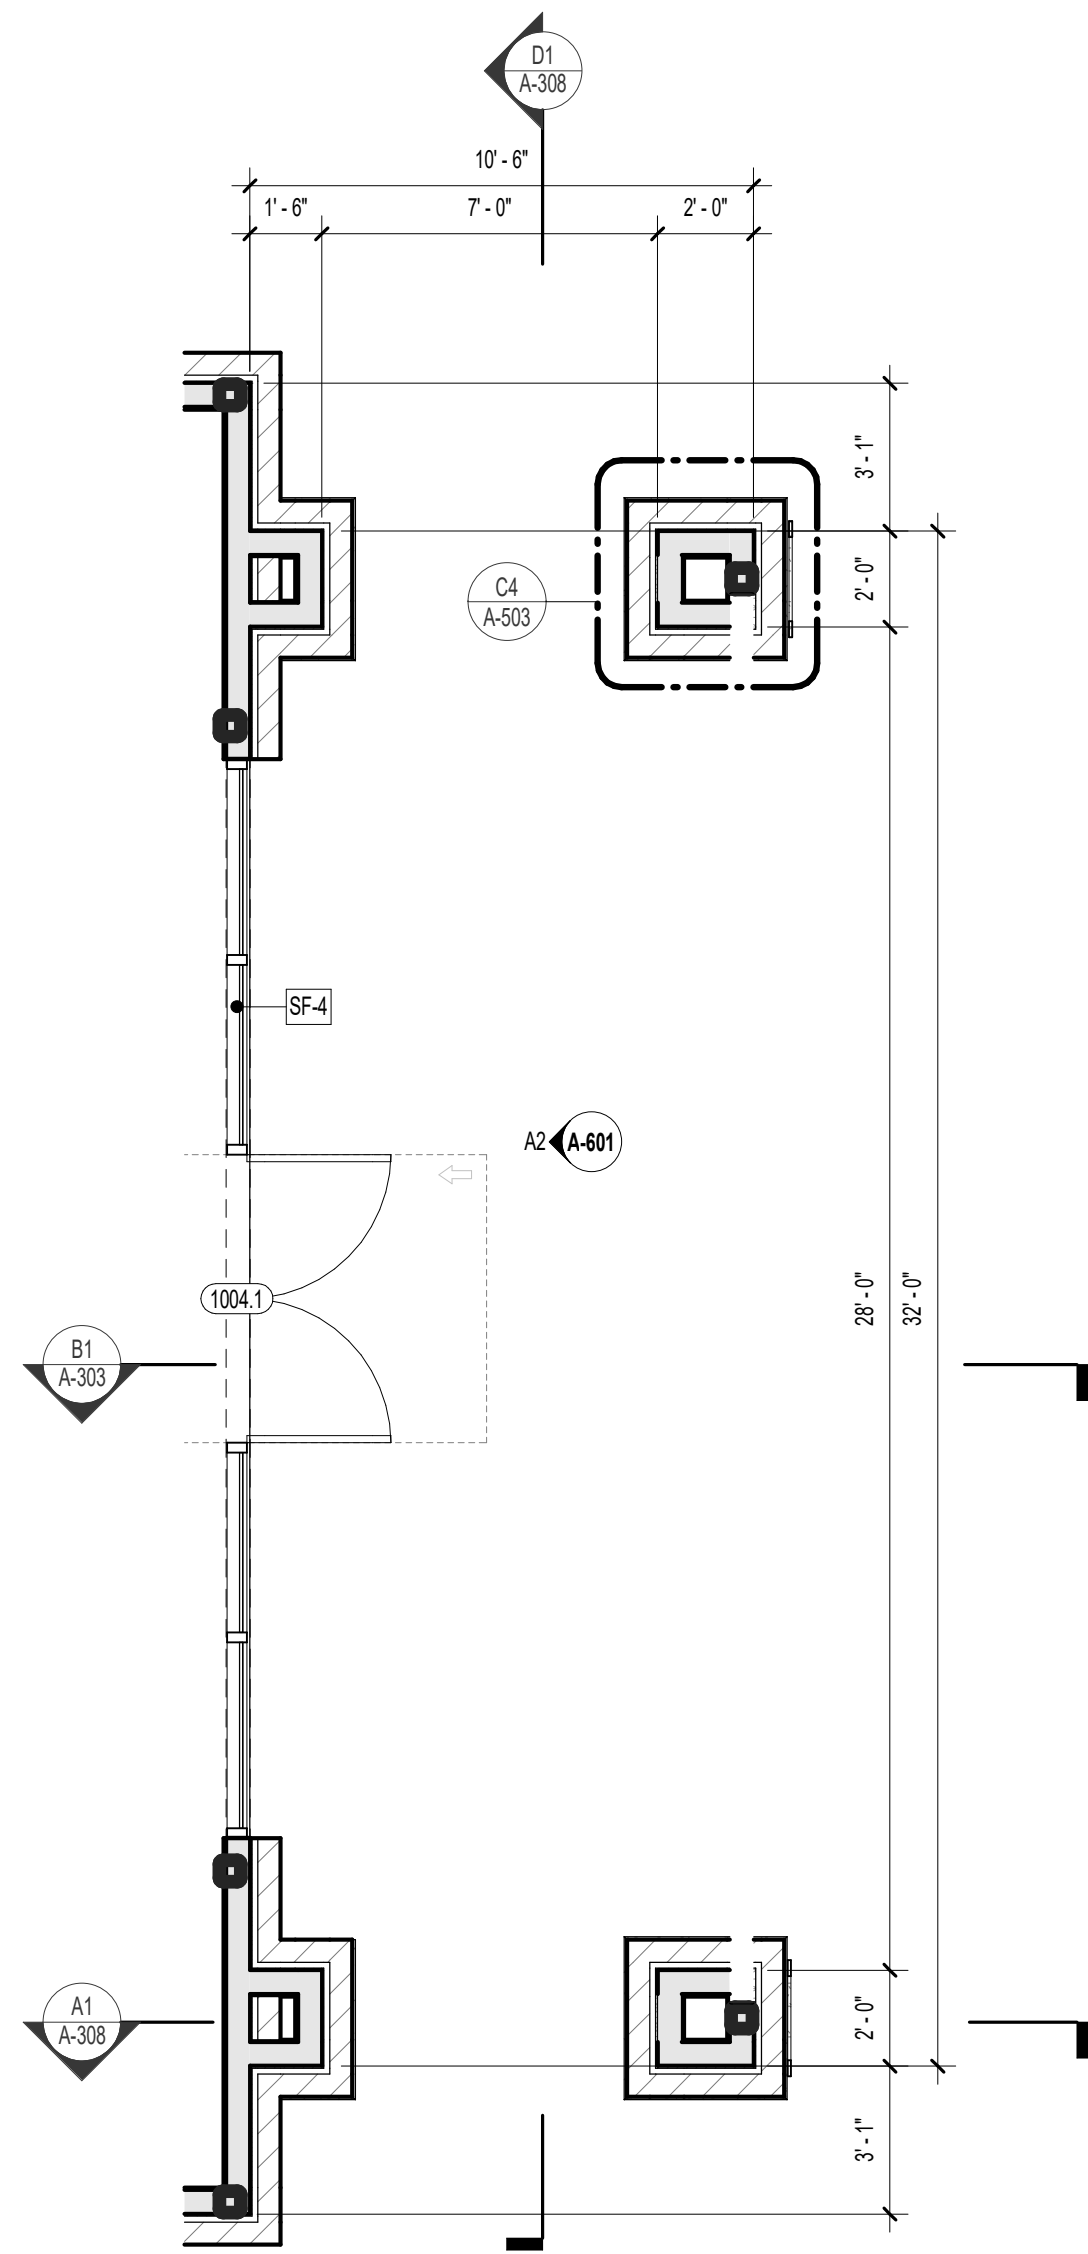 D1
A-308
10' - 6"
1' - 6"
7' - 0"
2' - 0"
3' - 1"
2' - 0"
C4
A-503
SF-4
A2
A-601
1004.1
28' - 0"
32' - 0"
B1
A-303
A1
A-308
2' - 0"
3' - 1"